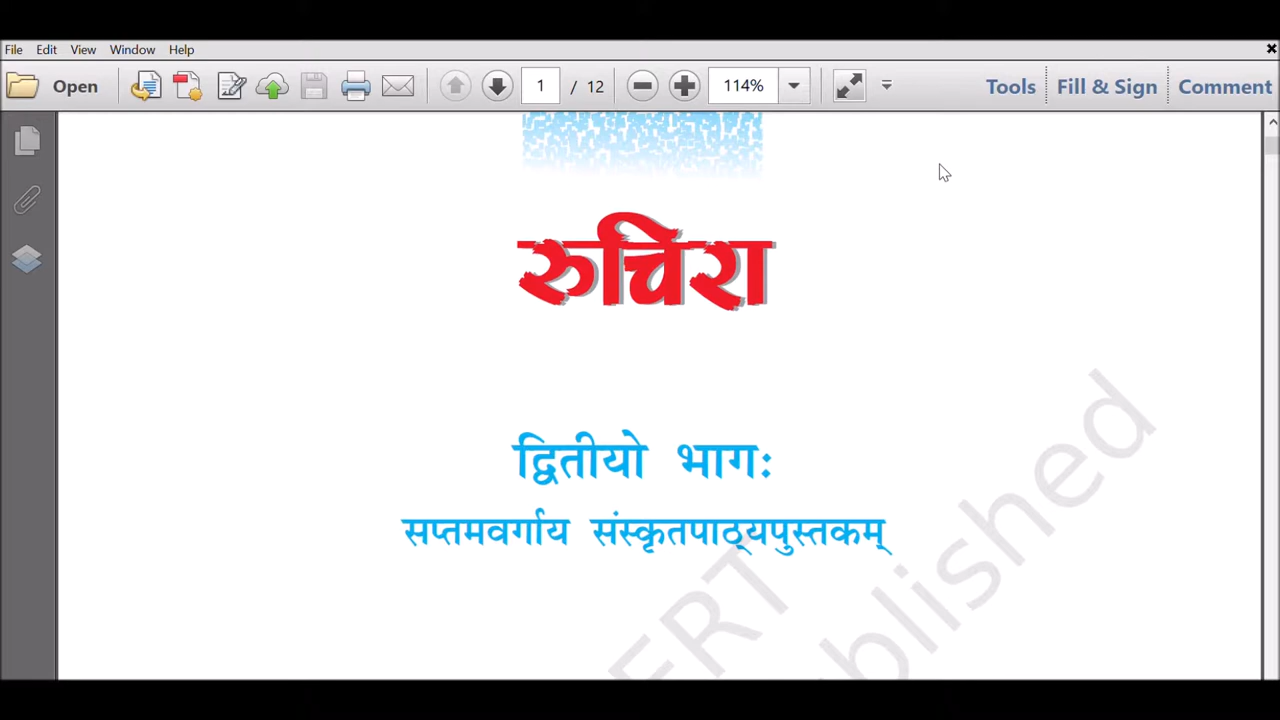 File Edit View Window Help
Open 1 / 12 114% Tools Fill & Sign Comment
रुचिरा
द्वितीयो भागः
सप्तमवर्गाय संस्कृतपाठ्यपुस्तकम्